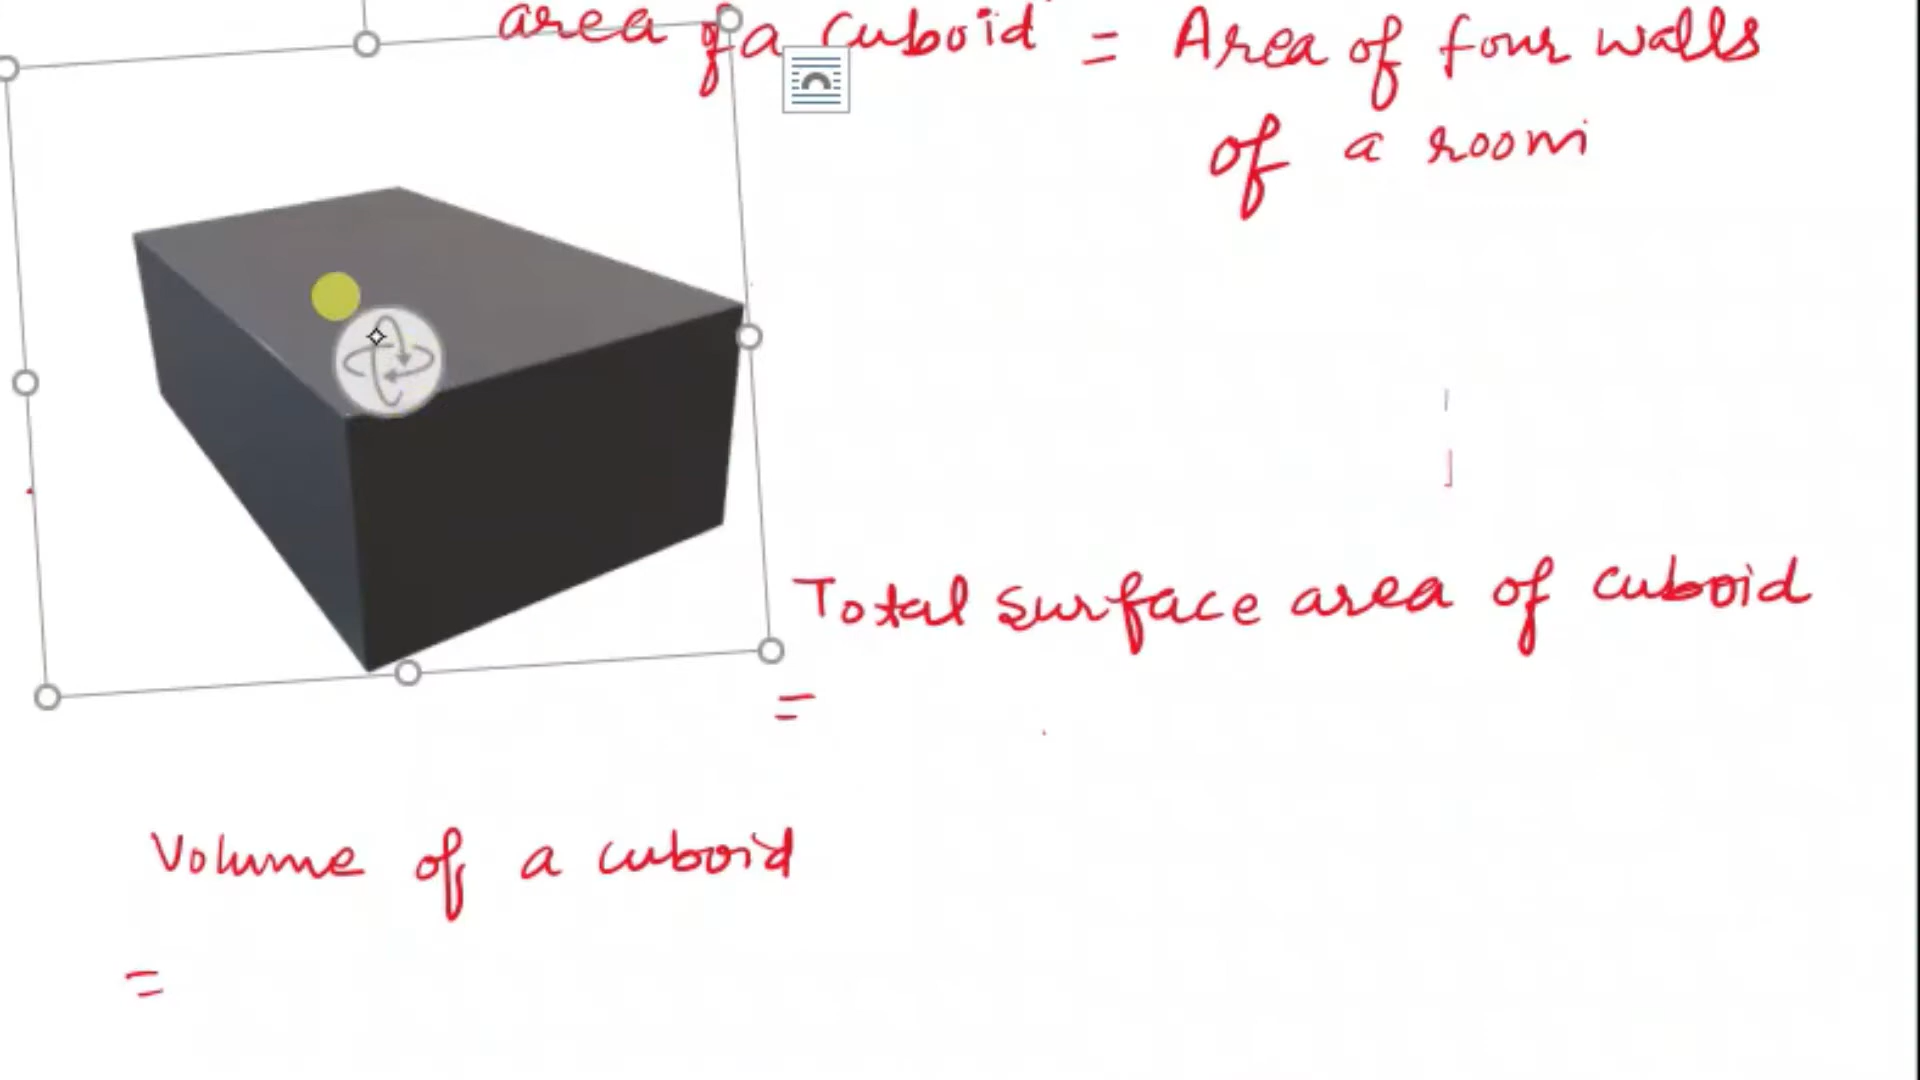 area of a cuboid = Area of four walls
of a room
Total surface area of cuboid
=
Volume of a cuboid
=